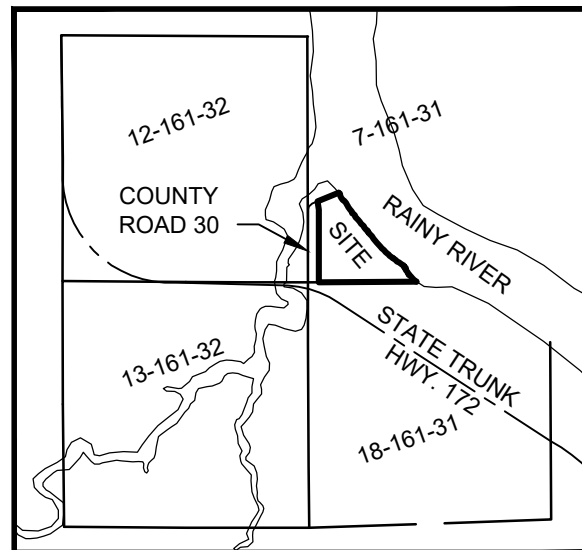 12-161-32
7-161-31
COUNTY
ROAD 30
SITE
RAINY RIVER
STATE TRUNK
HWY. 172
13-161-32
18-161-31